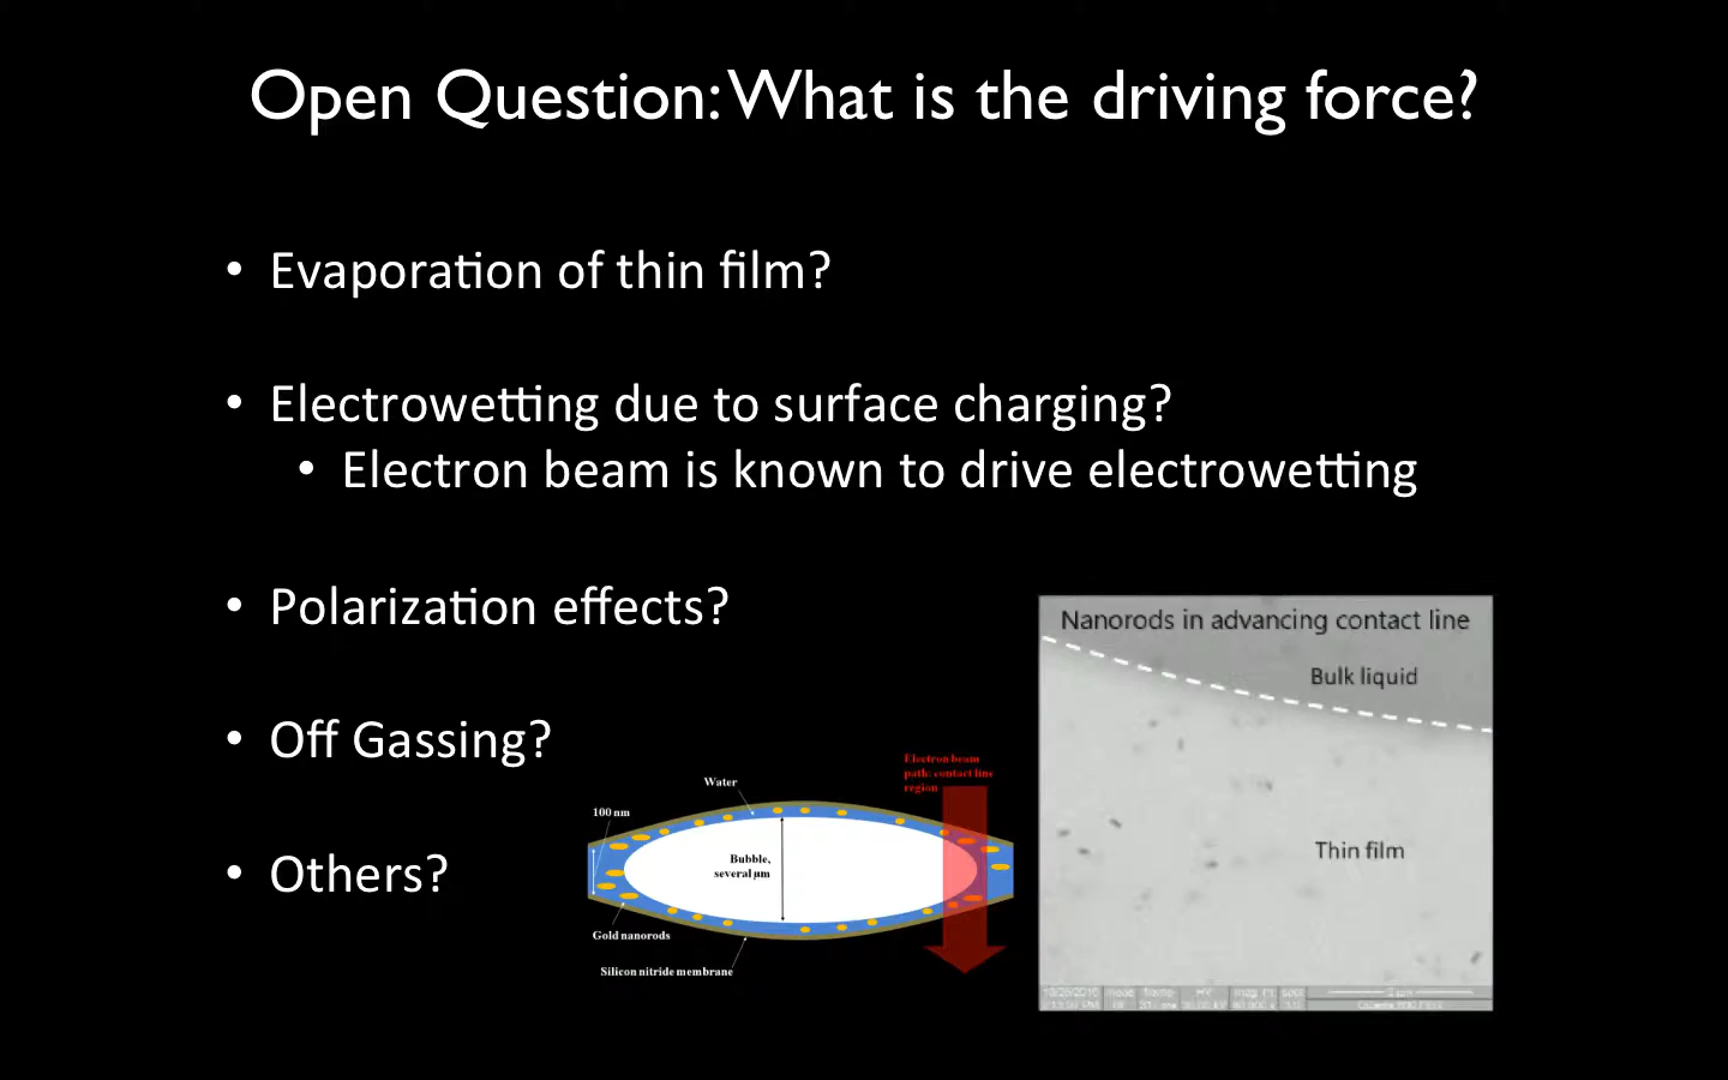 Open Question: What is the driving force?
• Evaporation of thin film?
• Electrowetting due to surface charging?
• Electron beam is known to drive electrowetting
• Polarization effects?
• Off Gassing?
• Others?
Water
100 nm
Bubble,
several µm
Gold nanorods
Silicon nitride membrane
Electron beam
path: contact line
region
Nanorods in advancing contact line
Bulk liquid
Thin film